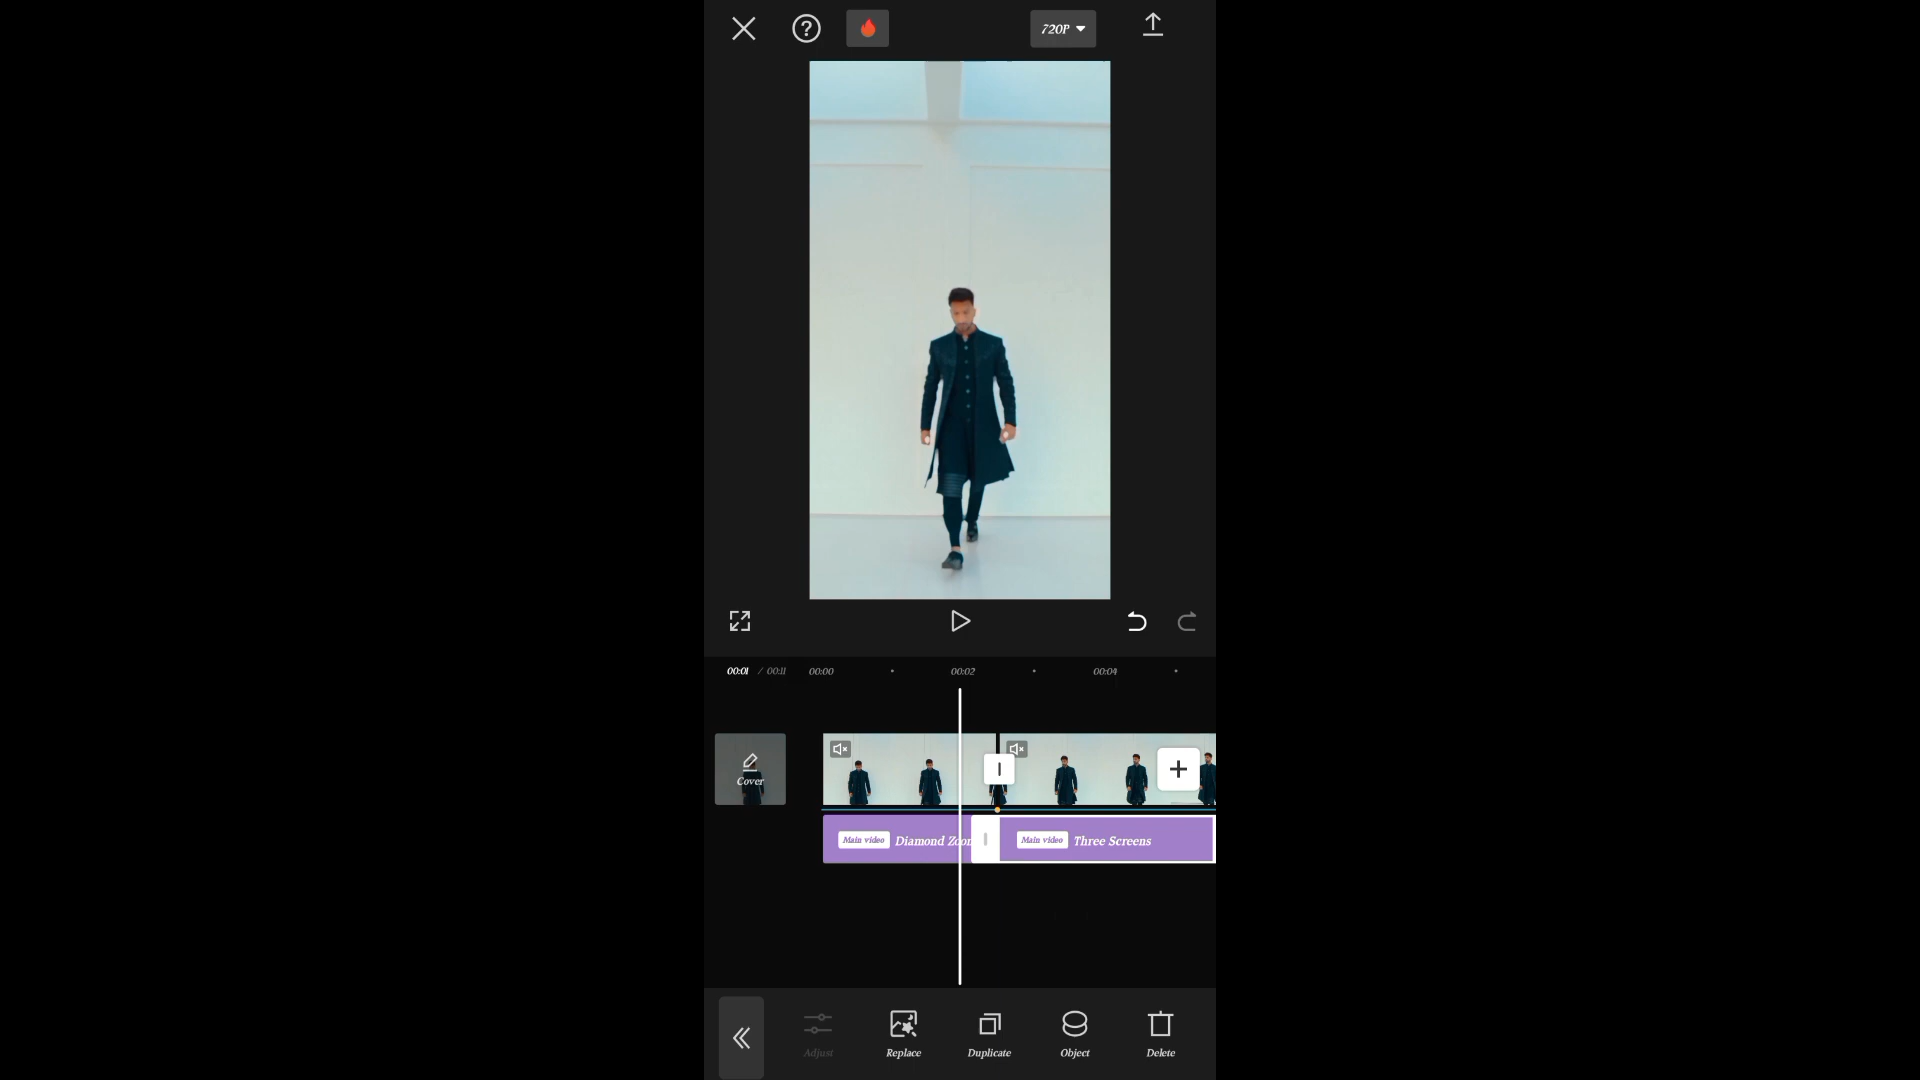 720P
00:01 / 00:11 00:00 00:02 00:04
Cover
Main video Diamond Zoom Main video Three Screens
Adjust Replace Duplicate Object Delete